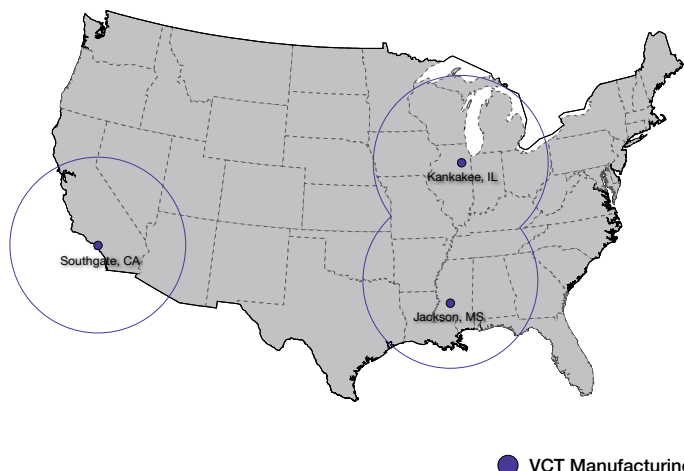 Kankakee, IL
Southgate, CA
Jackson, MS
VCT Manufacturing